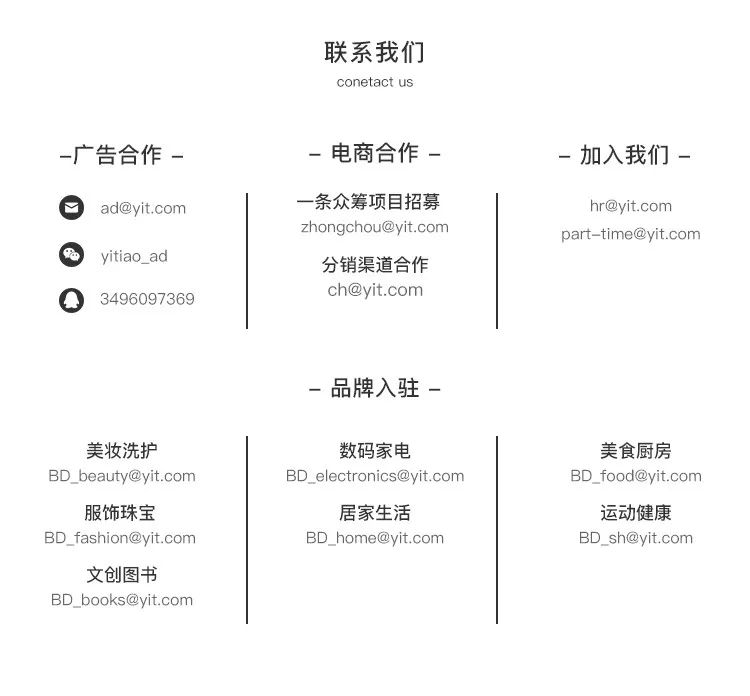 联系我们
conetact us
–广告合作 –
ad@yit.com
yitiao_ad
3496097369
– 电商合作 –
一条众筹项目招募
zhongchou@yit.com
分销渠道合作
ch@yit.com
– 加入我们 –
hr@yit.com
part–time@yit.com
– 品牌入驻 –
美妆洗护
BD_beauty@yit.com
服饰珠宝
BD_fashion@yit.com
文创图书
BD_books@yit.com
数码家电
BD_electronics@yit.com
居家生活
BD_home@yit.com
美食厨房
BD_food@yit.com
运动健康
BD_sh@yit.com